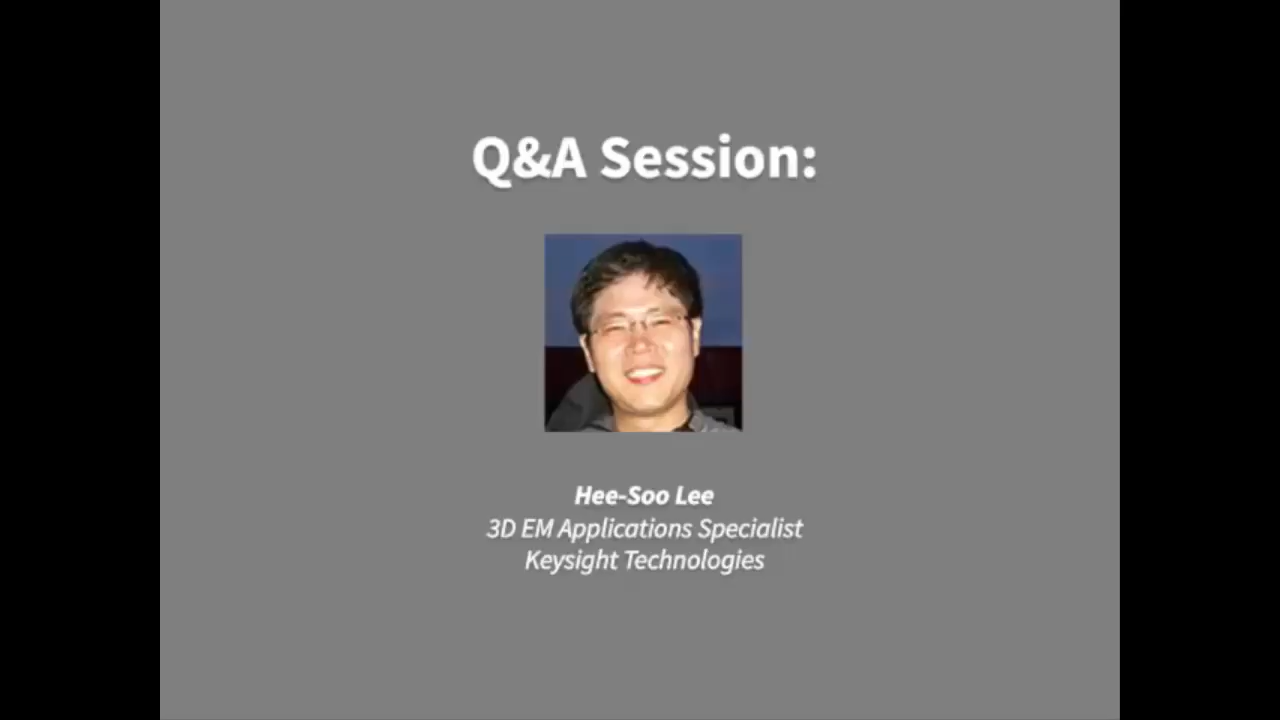 Q&A Session:
Hee-Soo Lee
3D EM Applications Specialist
Keysight Technologies